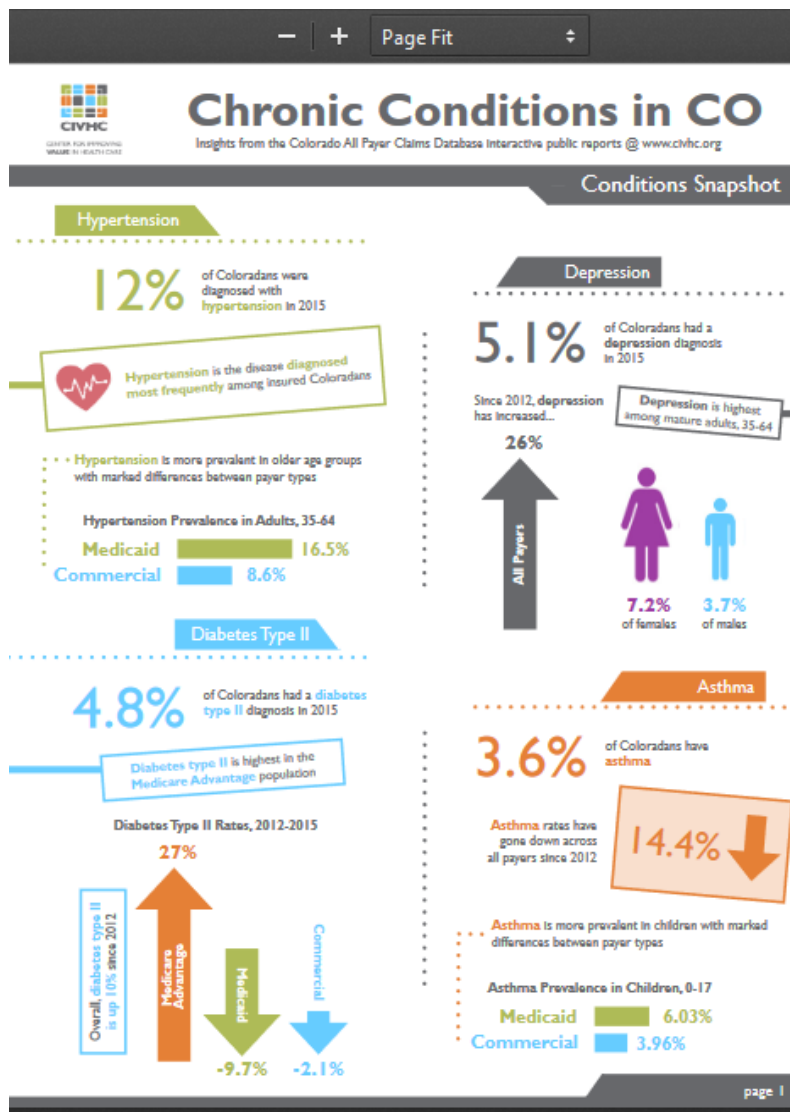 Page Fit
CIVHC
CENTER FOR IMPROVING
VALUE IN HEALTH CARE
Chronic Conditions in CO
Insights from the Colorado All Payer Claims Database interactive public reports @ www.civhc.org
Conditions Snapshot
Hypertension
12%
of Coloradans were
diagnosed with
hypertension in 2015
Hypertension is the disease diagnosed
most frequently among insured Coloradans
Hypertension is more prevalent in older age groups
with marked differences between payer types
Hypertension Prevalence in Adults, 35-64
Medicaid 16.5%
Commercial 8.6%
Diabetes Type II
4.8%
of Coloradans had a diabetes
type II diagnosis in 2015
Diabetes type II is highest in the
Medicare Advantage population
Diabetes Type II Rates, 2012-2015
27%
Overall, diabetes type II
is up 10% since 2012
Medicare
Advantage
Medicaid
Commercial
-9.7%
-2.1%
Depression
5.1%
of Coloradans had a
depression diagnosis
in 2015
Since 2012, depression
has increased...
26%
All Payers
Depression is highest
among mature adults, 35-64
7.2%
of females
3.7%
of males
Asthma
3.6%
of Coloradans have
asthma
Asthma rates have
gone down across
all payers since 2012
14.4%
Asthma is more prevalent in children with marked
differences between payer types
Asthma Prevalence in Children, 0-17
Medicaid 6.03%
Commercial 3.96%
page 1